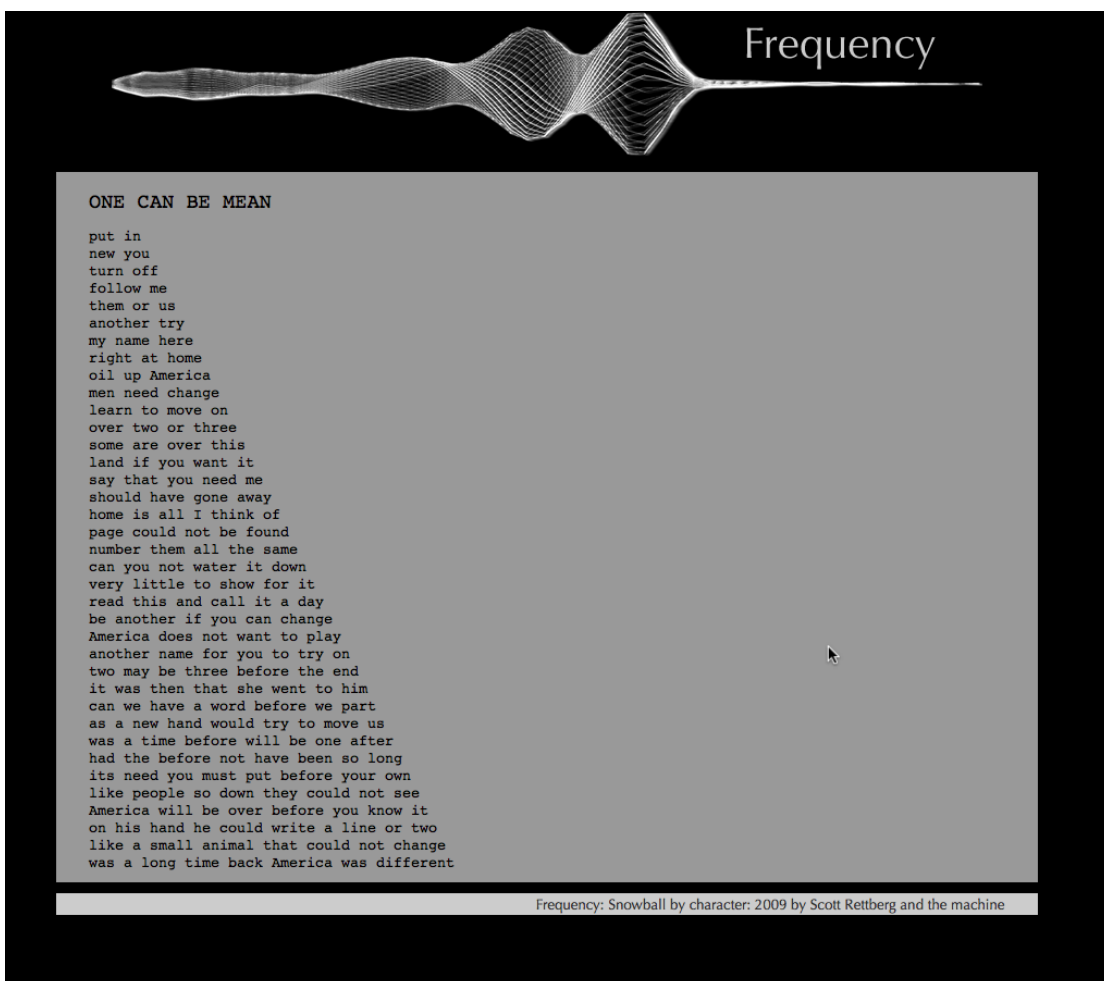 Frequency
ONE CAN BE MEAN
put in
new you
turn off
follow me
them or us
another try
my name here
right at home
oil up America
men need change
learn to move on
over two or three
some are over this
land if you want it
say that you need me
should have gone away
home is all I think of
page could not be found
number them all the same
can you not water it down
very little to show for it
read this and call it a day
be another if you can change
America does not want to play
another name for you to try on
two may be three before the end
it was then that she went to him
can we have a word before we part
as a new hand would try to move us
was a time before will be one after
had the before not have been so long
its need you must put before your own
like people so down they could not see
America will be over before you know it
on his hand he could write a line or two
like a small animal that could not change
was a long time back America was different
Frequency: Snowball by character: 2009 by Scott Rettberg and the machine